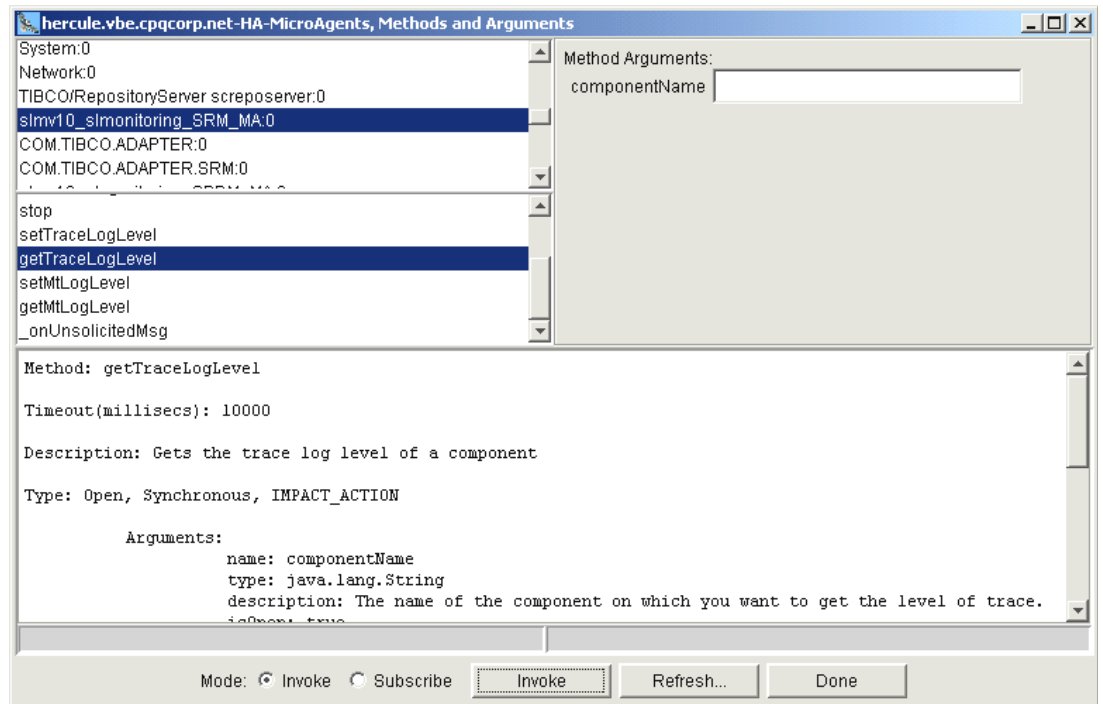 hercule.vbe.cpqcorp.net-HA-MicroAgents, Methods and Arguments
System:0
Network:0
TIBCO/RepositoryServer screposerver:0
slmv10_slmonitoring_SRM_MA:0
COM.TIBCO.ADAPTER:0
COM.TIBCO.ADAPTER.SRM:0
stop
setTraceLogLevel
getTraceLogLevel
setMtLogLevel
getMtLogLevel
_onUnsolicitedMsg
Method Arguments:
componentName
Method: getTraceLogLevel
Timeout(millisecs): 10000
Description: Gets the trace log level of a component
Type: Open, Synchronous, IMPACT_ACTION
Arguments:
name: componentName
type: java.lang.String
description: The name of the component on which you want to get the level of trace.
isOpen: true
Mode: Invoke Subscribe Invoke Refresh... Done